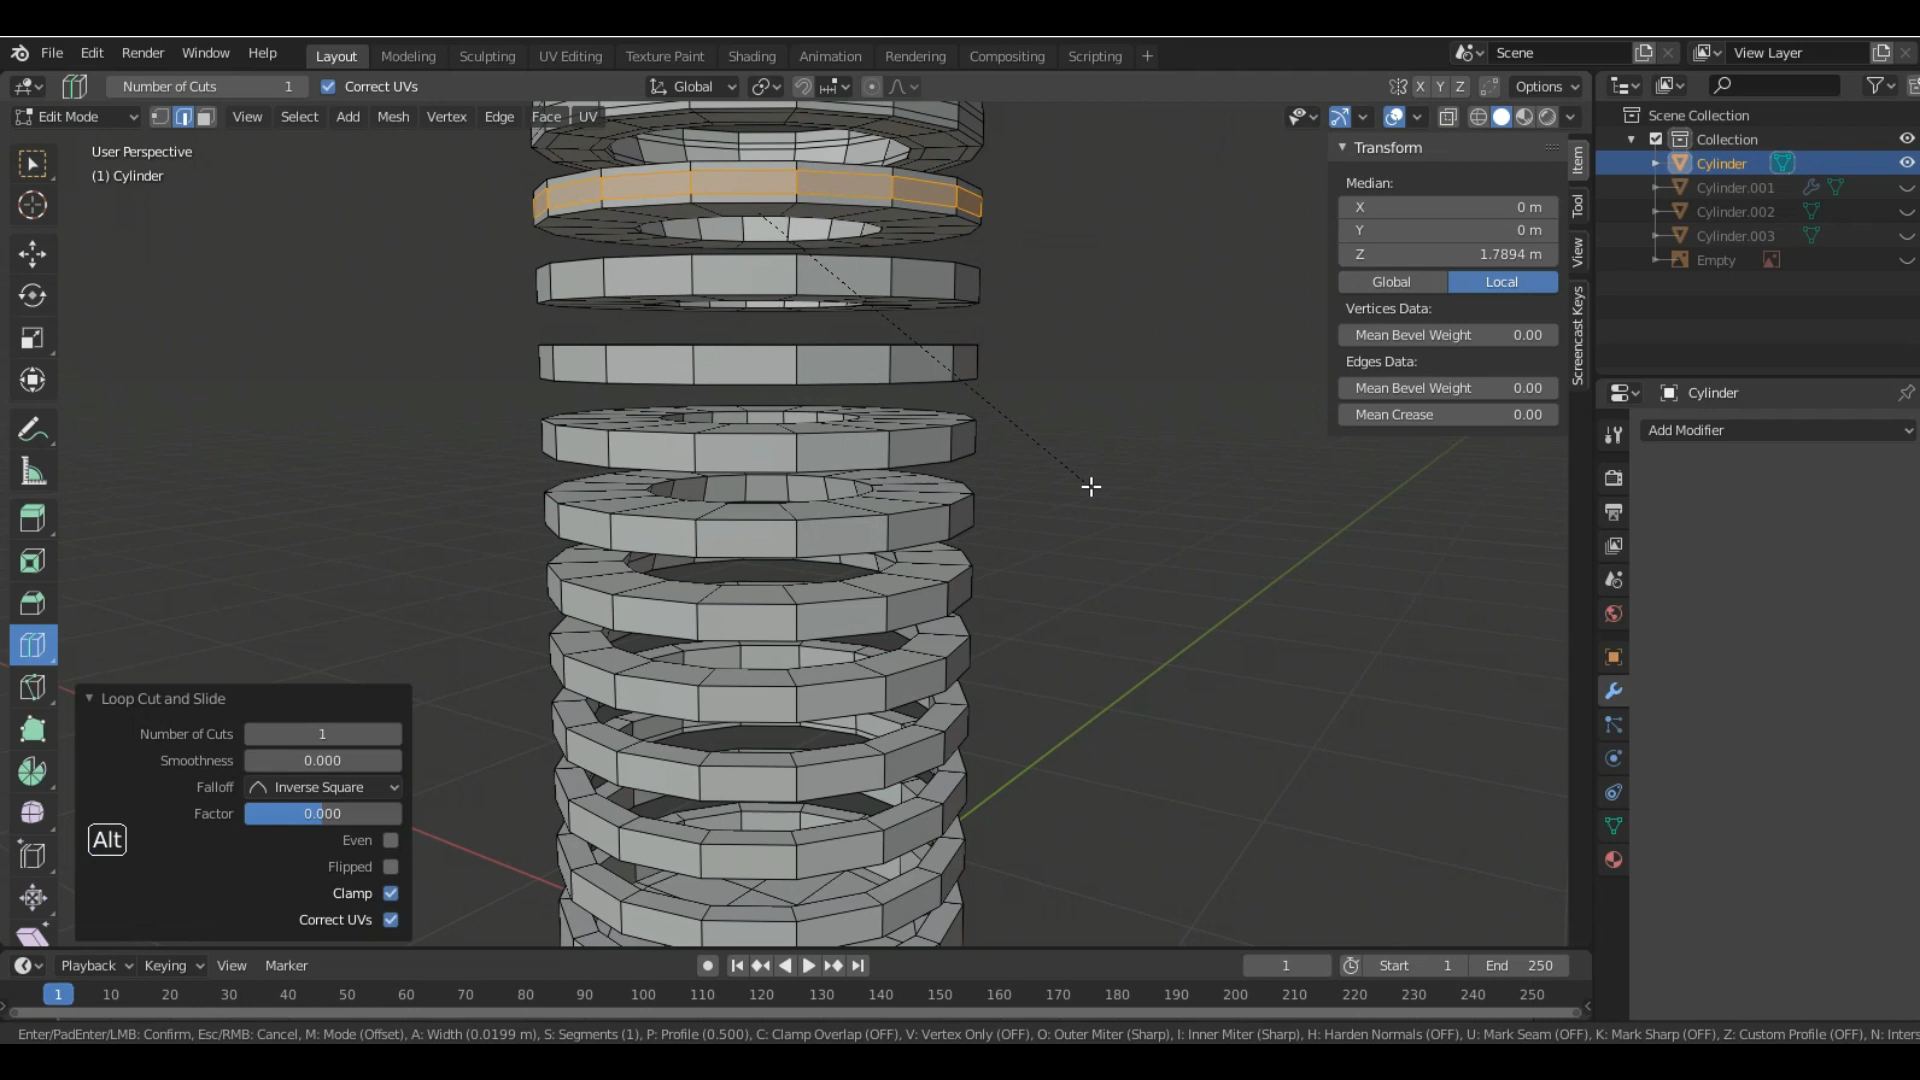 File Edit Render Window Help Layout Modeling Sculpting UV Editing Texture Paint Shading Animation Rendering Compositing Scripting + Scene View Layer
Number of Cuts 1 Correct UVs Global X Y Z Options
Edit Mode View Select Add Mesh Vertex Edge Face UV
Scene Collection
Collection
Cylinder
Cylinder.001
Cylinder.002
Cylinder.003
Empty
User Perspective
(1) Cylinder
Transform
Median:
X 0 m
Y 0 m
Z 1.7894 m
Global Local
Vertices Data:
Mean Bevel Weight 0.00
Edges Data:
Mean Bevel Weight 0.00
Mean Crease 0.00
Item
Tool
View
Screencast Keys
Cylinder
Add Modifier
Loop Cut and Slide
Number of Cuts 1
Smoothness 0.000
Falloff Inverse Square
Factor 0.000
Even
Flipped
Clamp
Correct UVs
Alt
Playback Keying View Marker 1 Start 1 End 250
1 10 20 30 40 50 60 70 80 90 100 110 120 130 140 150 160 170 180 190 200 210 220 230 240 250
Enter/PadEnter/LMB: Confirm, Esc/RMB: Cancel, M: Mode (Offset), A: Width (0.0199 m), S: Segments (1), P: Profile (0.500), C: Clamp Overlap (OFF), V: Vertex Only (OFF), O: Outer Miter (Sharp), I: Inner Miter (Sharp), H: Harden Normals (OFF), U: Mark Seam (OFF), K: Mark Sharp (OFF), Z: Custom Profile (OFF), N: Inters